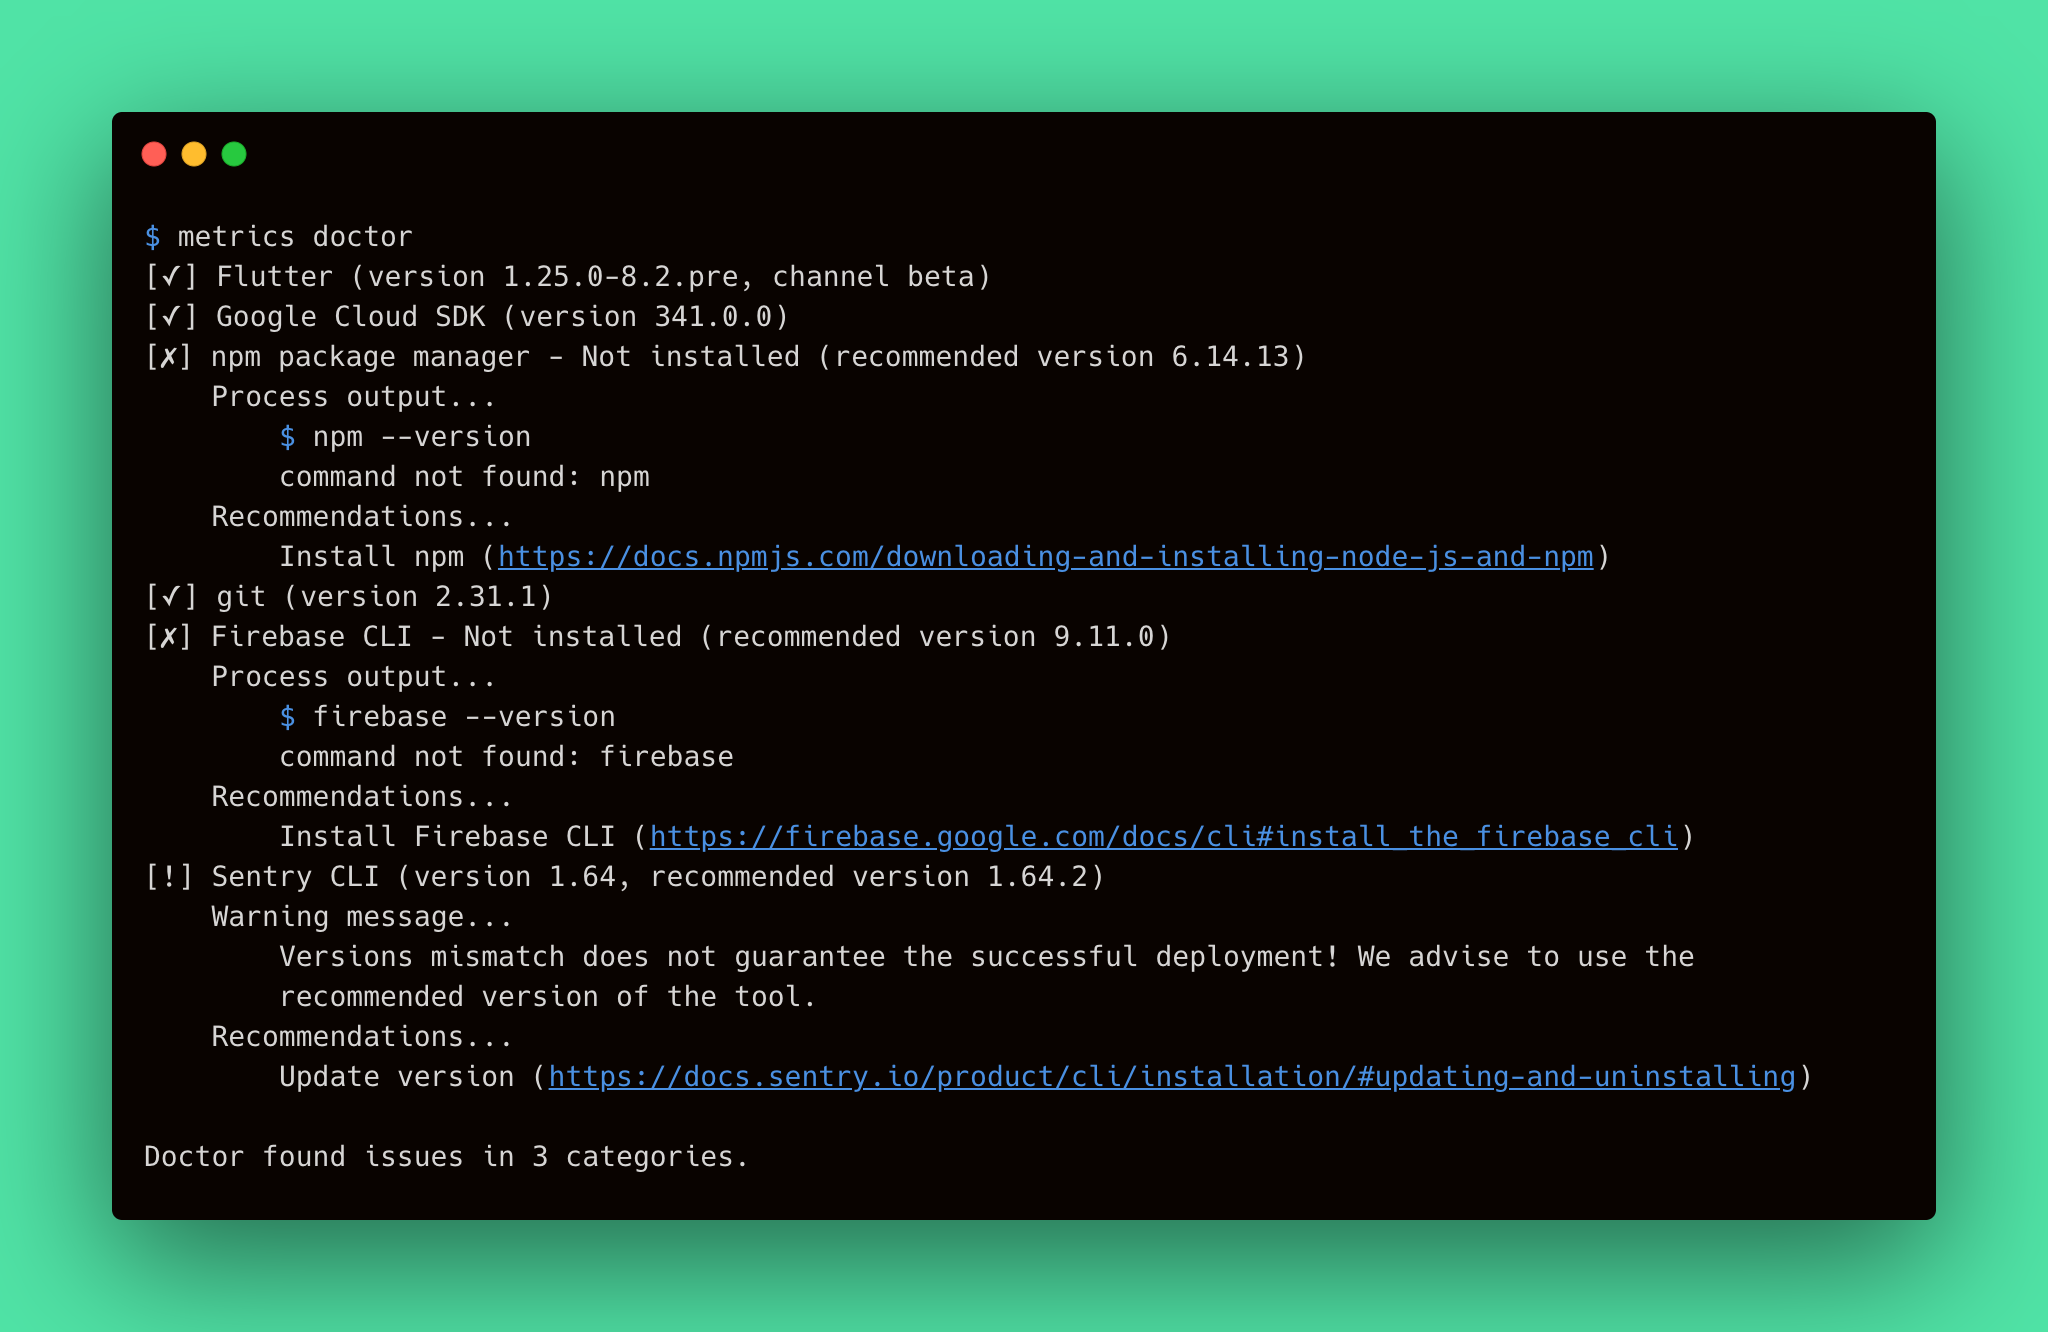 $ metrics doctor
[✓] Flutter (version 1.25.0-8.2.pre, channel beta)
[✓] Google Cloud SDK (version 341.0.0)
[✗] npm package manager - Not installed (recommended version 6.14.13)
    Process output...
        $ npm --version
        command not found: npm
    Recommendations...
        Install npm (https://docs.npmjs.com/downloading-and-installing-node-js-and-npm)
[✓] git (version 2.31.1)
[✗] Firebase CLI - Not installed (recommended version 9.11.0)
    Process output...
        $ firebase --version
        command not found: firebase
    Recommendations...
        Install Firebase CLI (https://firebase.google.com/docs/cli#install_the_firebase_cli)
[!] Sentry CLI (version 1.64, recommended version 1.64.2)
    Warning message...
        Versions mismatch does not guarantee the successful deployment! We advise to use the
        recommended version of the tool.
    Recommendations...
        Update version (https://docs.sentry.io/product/cli/installation/#updating-and-uninstalling)
Doctor found issues in 3 categories.